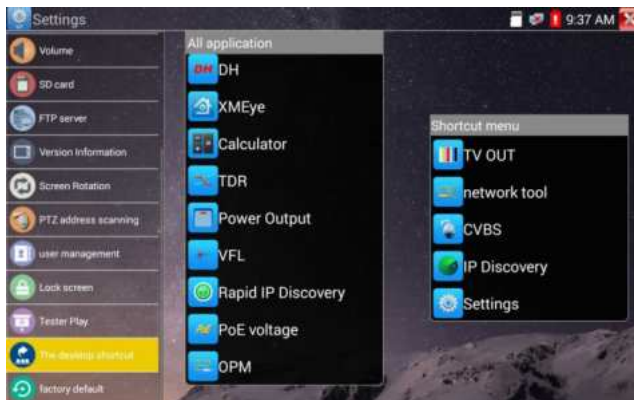 Settings
9:37 AM
Volume
SD card
FTP server
Version Information
Screen Rotation
PTZ address scanning
user management
Lock screen
Tester Play
The desktop shortcut
factory default
All application
DH DH
XMEye
Calculator
TDR
Power Output
VFL
Rapid IP Discovery
PoE voltage
OPM
Shortcut menu
TV OUT
network tool
CVBS
IP Discovery
Settings